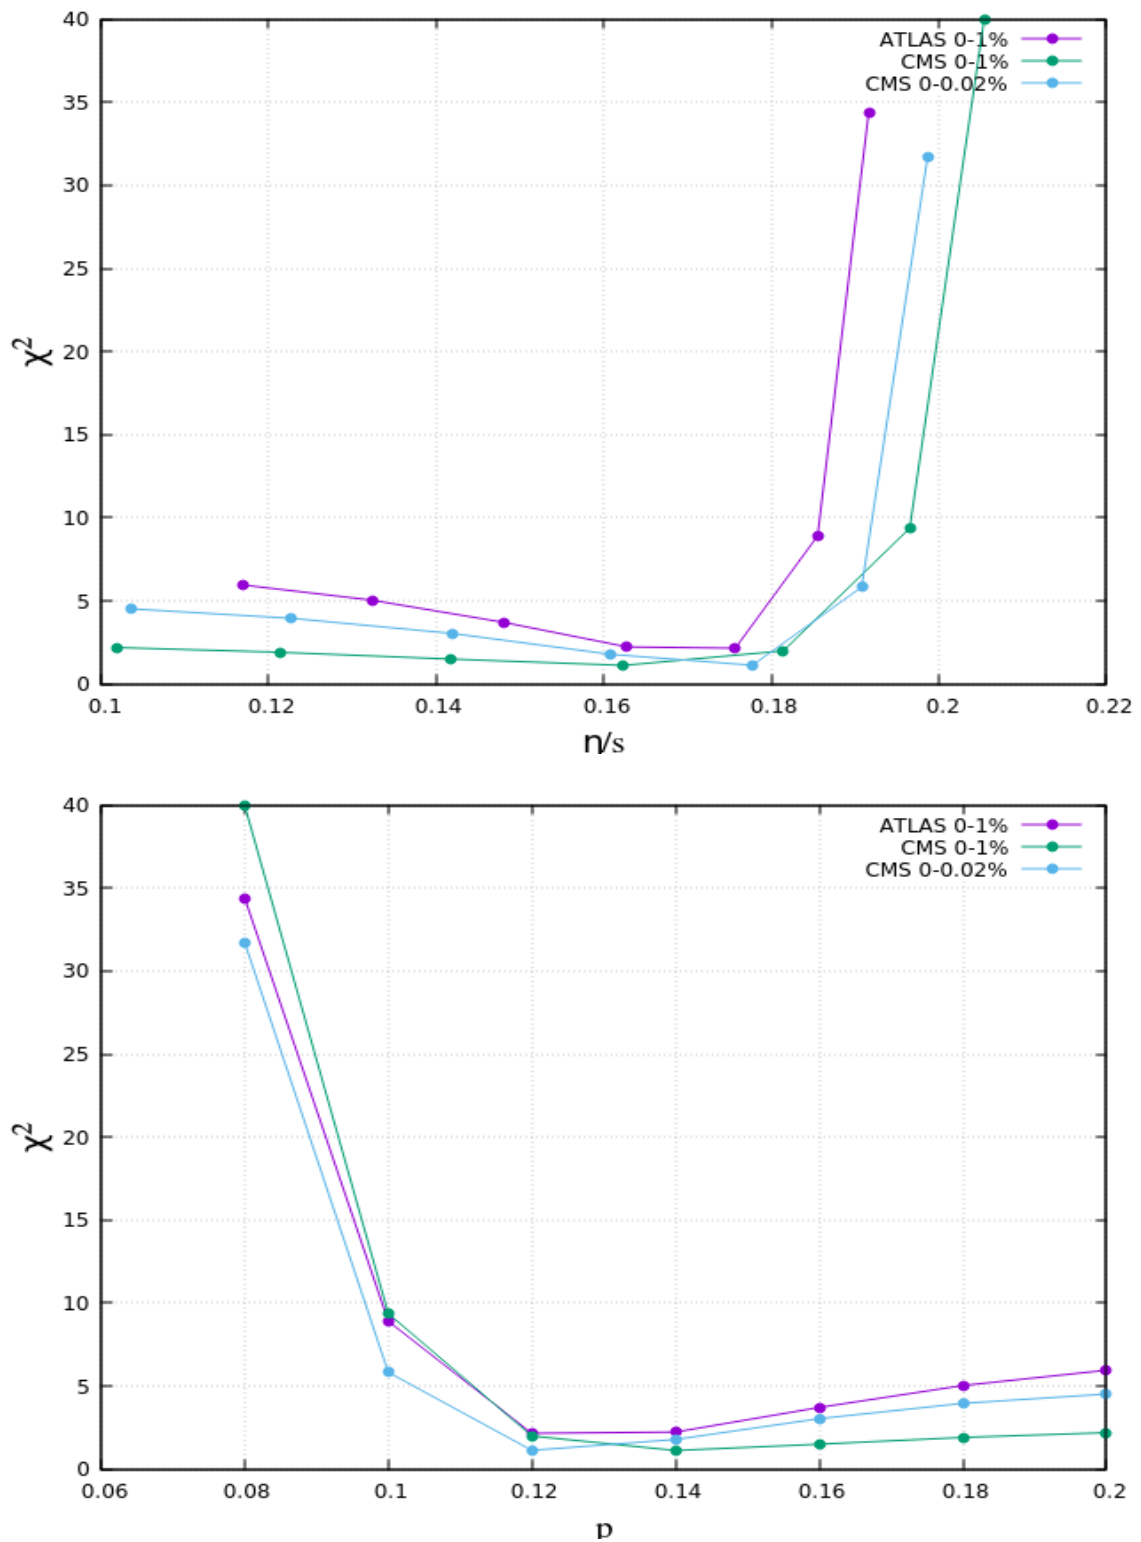 40
ATLAS 0-1%
CMS 0-1%
CMS 0-0.02%
35
30
25
χ2
20
15
10
5
0
0.1 0.12 0.14 0.16 0.18 0.2 0.22
η/s
40
ATLAS 0-1%
CMS 0-1%
CMS 0-0.02%
35
30
25
χ2
20
15
10
5
0
0.06 0.08 0.1 0.12 0.14 0.16 0.18 0.2
p